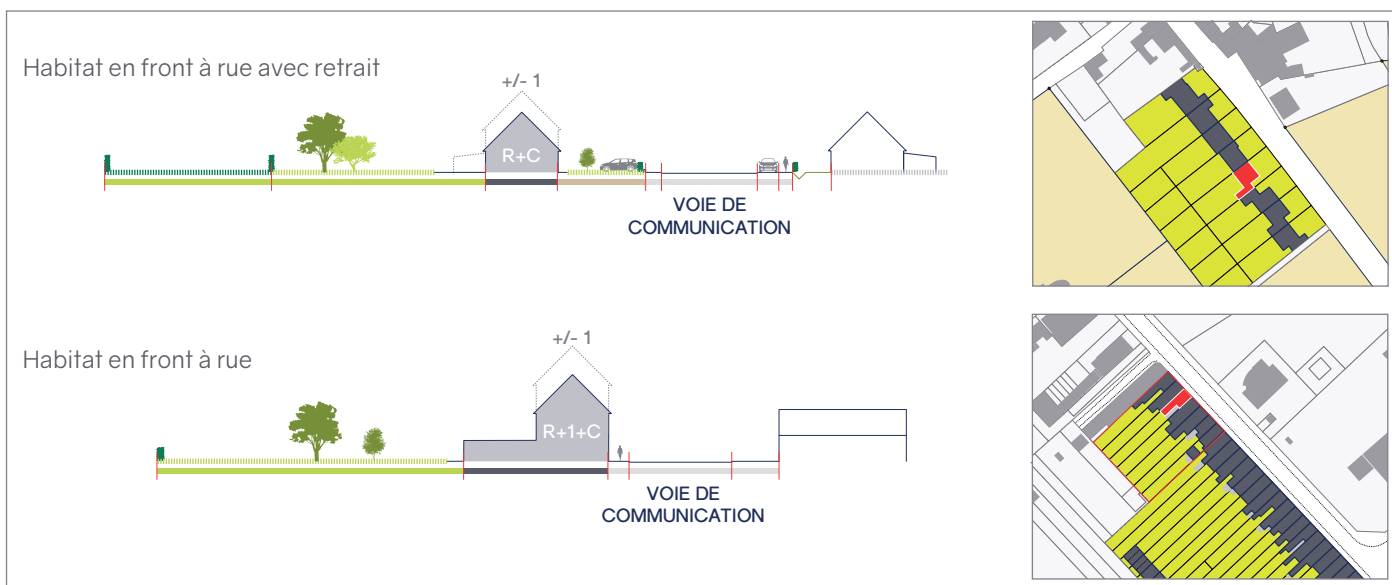 Habitat en front à rue avec retrait
+/- 1
R+C
VOIE DE
COMMUNICATION
Habitat en front à rue
+/- 1
R+1+C
VOIE DE
COMMUNICATION